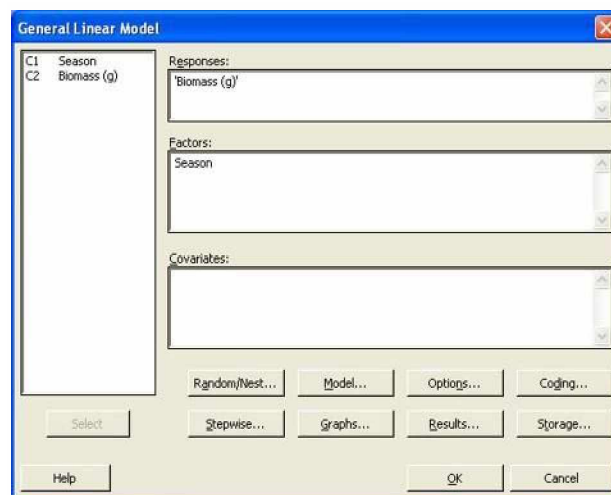 General Linear Model
C1 Season
C2 Biomass (g)
Responses:
'Biomass (g)'
Factors:
Season
Covariates:
Random/Nest...
Model...
Options...
Coding...
Select
Stepwise...
Graphs...
Results...
Storage...
Help
OK
Cancel